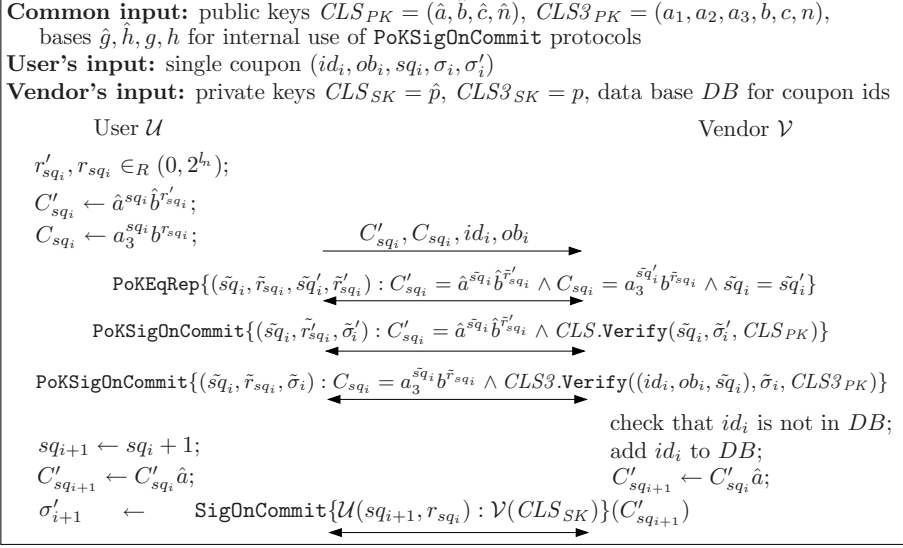 Common input: public keys CLS_PK = (â, b̂, ĉ, n̂), CLS3_PK = (a₁, a₂, a₃, b, c, n),
bases ĝ, ĥ, g, h for internal use of PoKSigOnCommit protocols
User's input: single coupon (id_i, ob_i, sq_i, σ_i, σ′_i)
Vendor's input: private keys CLS_SK = p̂, CLS3_SK = p, data base DB for coupon ids
User 𝒰 Vendor 𝒱
r′_{sq_i}, r_{sq_i} ∈_R (0, 2^{l_n});
C′_{sq_i} ← â^{sq_i} b̂^{r′_{sq_i}};
C_{sq_i} ← a₃^{sq_i} b^{r_{sq_i}}; C′_{sq_i}, C_{sq_i}, id_i, ob_i
PoKEqRep{(s̃q_i, r̃_{sq_i}, s̃q′_i, r̃′_{sq_i}) : C′_{sq_i} = â^{s̃q_i} b̂^{r̃′_{sq_i}} ∧ C_{sq_i} = a₃^{s̃q′_i} b^{r̃_{sq_i}} ∧ s̃q_i = s̃q′_i}
PoKSigOnCommit{(s̃q_i, r̃′_{sq_i}, σ̃′_i) : C′_{sq_i} = â^{s̃q_i} b̂^{r̃′_{sq_i}} ∧ CLS.Verify(s̃q_i, σ̃′_i, CLS_PK)}
PoKSigOnCommit{(s̃q_i, r̃_{sq_i}, σ̃_i) : C_{sq_i} = a₃^{s̃q_i} b^{r̃_{sq_i}} ∧ CLS3.Verify((id_i, ob_i, s̃q_i), σ̃_i, CLS3_PK)}
check that id_i is not in DB;
sq_{i+1} ← sq_i + 1; add id_i to DB;
C′_{sq_{i+1}} ← C′_{sq_i} â; C′_{sq_{i+1}} ← C′_{sq_i} â;
σ′_{i+1} ← SigOnCommit{𝒰(sq_{i+1}, r_{sq_i}) : 𝒱(CLS_SK)}(C′_{sq_{i+1}})